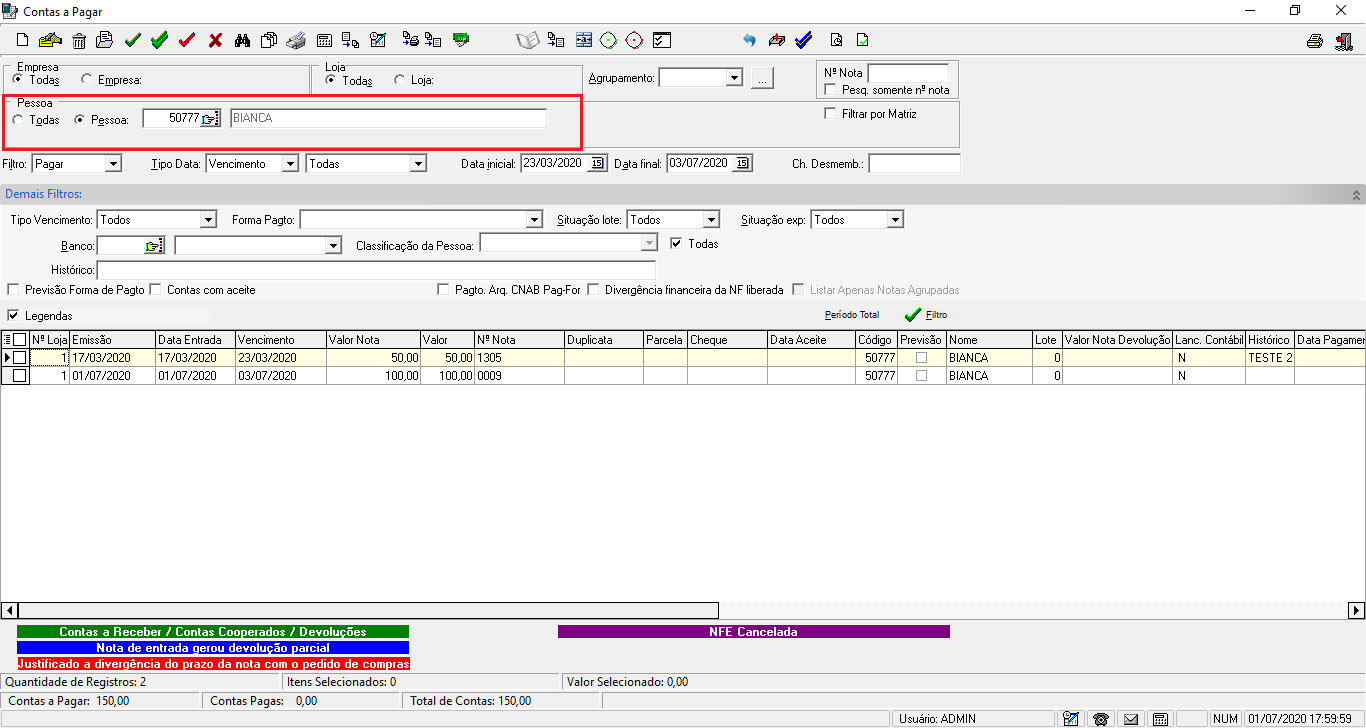 Contas a Pagar
Empresa
Todas Empresa:
Loja
Todas Loja:
Agrupamento: ...
Nº Nota
Pesq. somente nº nota
Pessoa
Todas Pessoa: 50777 BIANCA
Filtrar por Matriz
Filtro: Pagar Tipo Data: Vencimento Todas Data inicial: 23/03/2020 15 Data final: 03/07/2020 15 Ch. Desmemb.:
Demais Filtros:
Tipo Vencimento: Todos Forma Pagto: Situação lote: Todos Situação exp: Todos
Banco: Classificação da Pessoa: Todas
Histórico:
Previsão Forma de Pagto Contas com aceite Pagto. Arq. CNAB Pag-For Divergência financeira da NF liberada Listar Apenas Notas Agrupadas
Legendas Período Total Filtro
Nº Loja Emissão Data Entrada Vencimento Valor Nota Valor Nº Nota Duplicata Parcela Cheque Data Aceite Código Previsão Nome Lote Valor Nota Devolução Lanc. Contábil Histórico Data Pagamen
1 17/03/2020 17/03/2020 23/03/2020 50,00 50,00 1305 50777 BIANCA 0 N TESTE 2
1 01/07/2020 01/07/2020 03/07/2020 100,00 100,00 0009 50777 BIANCA 0 N
Contas a Receber / Contas Cooperados / Devoluções NFE Cancelada
Nota de entrada gerou devolução parcial
Justificado a divergência do prazo da nota com o pedido de compras
Quantidade de Registros: 2 Itens Selecionados: 0 Valor Selecionado: 0,00
Contas a Pagar: 150,00 Contas Pagas: 0,00 Total de Contas: 150,00
Usuário: ADMIN NUM 01/07/2020 17:59:59